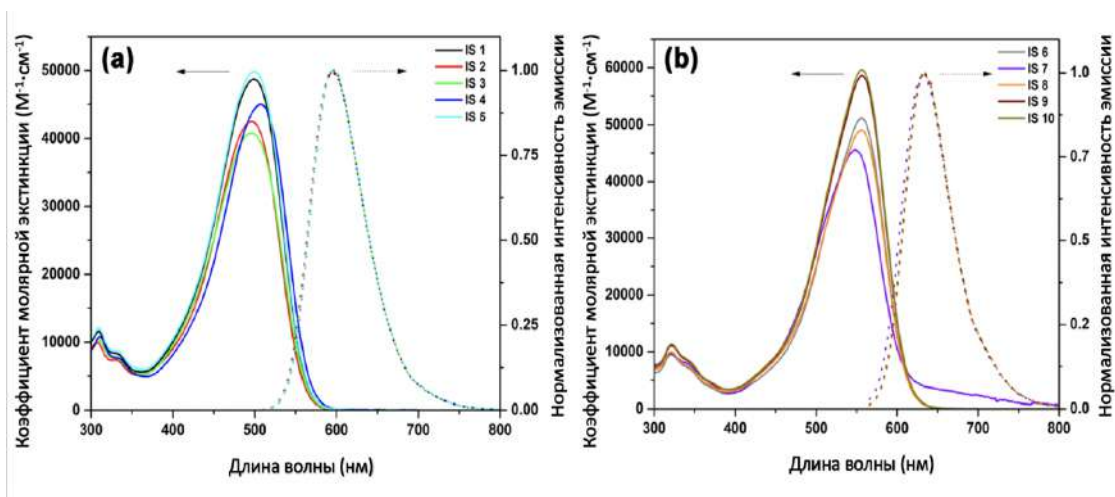 (a)
IS 1
IS 2
IS 3
IS 4
IS 5
Коэффициент молярной экстинкции (M⁻¹·см⁻¹)
50000
40000
30000
20000
10000
0
300
400
500
600
700
800
Длина волны (нм)
1.00
0.75
0.50
0.25
0.00
Нормализованная интенсивность эмиссии
(b)
IS 6
IS 7
IS 8
IS 9
IS 10
Коэффициент молярной экстинкции (M⁻¹·см⁻¹)
60000
50000
40000
30000
20000
10000
0
300
400
500
600
700
800
Длина волны (нм)
1.0
0.7
0.5
0.2
0.0
Нормализованная интенсивность эмиссии